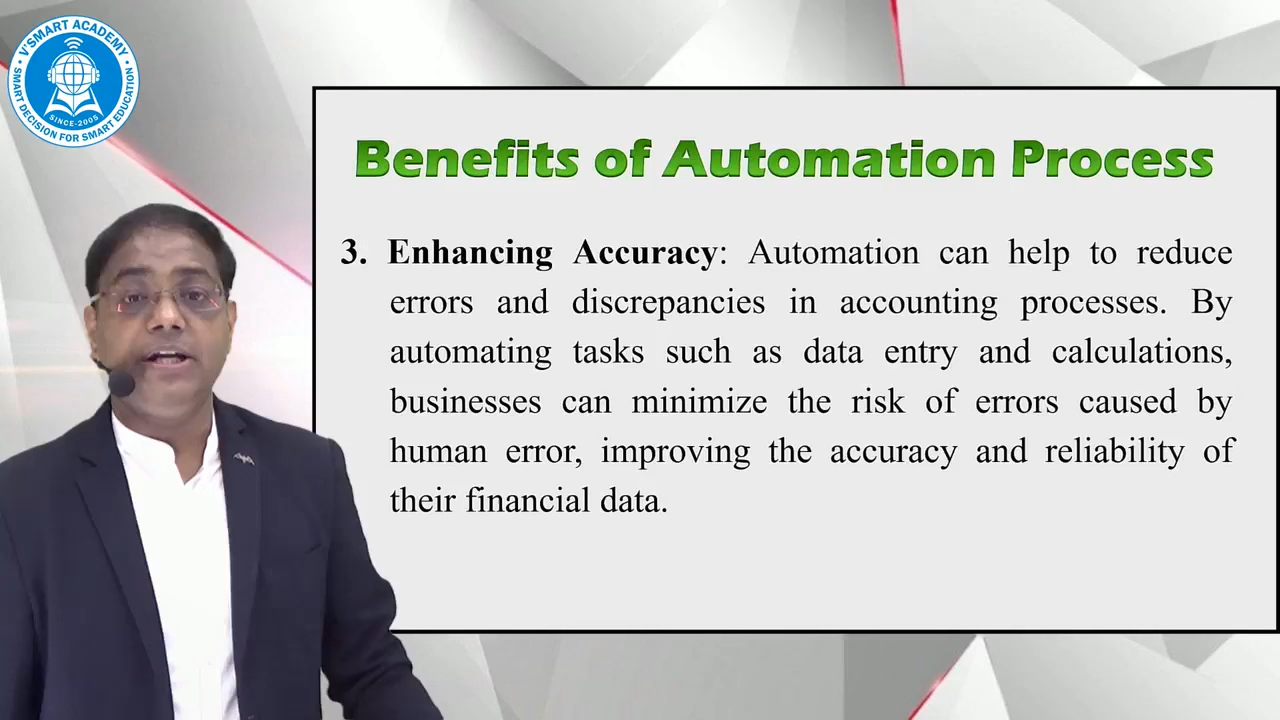 V'SMART ACADEMY
SMART DECISION FOR SMART EDUCATION
SINCE-2005
Benefits of Automation Process
3. Enhancing Accuracy: Automation can help to reduce
errors and discrepancies in accounting processes. By
automating tasks such as data entry and calculations,
businesses can minimize the risk of errors caused by
human error, improving the accuracy and reliability of
their financial data.